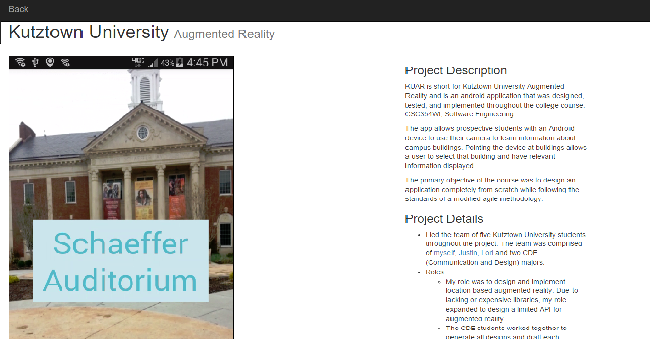 Back
Kutztown University Augmented Reality
43% 4:45 PM
Schaeffer
Auditorium
Project Description
KUAR is short for Kutztown University Augmented
Reality and is an android application that was designed,
tested, and implemented throughout the college course,
Software Engineering
The app allows prospective students with an Android
device to use their camera to learn information about
campus buildings. Pointing the device at buildings allows
a user to select that building and have relevant
information displayed.
The primary objective of the course was to design an
application completely from scratch while following the
standards of a modified agile methodology.
Project Details
I led the team of five Kutztown University students
throughout the project. The team was comprised
of myself, Justin, and two CDE
(Communication and Design) majors.
Roles
My role was to design and implement
location based augmented reality. Due to
lacking or expensive libraries, my role
expanded to design a limited API for
augmented reality.
The CDE students worked together to
generate all designs and draft each